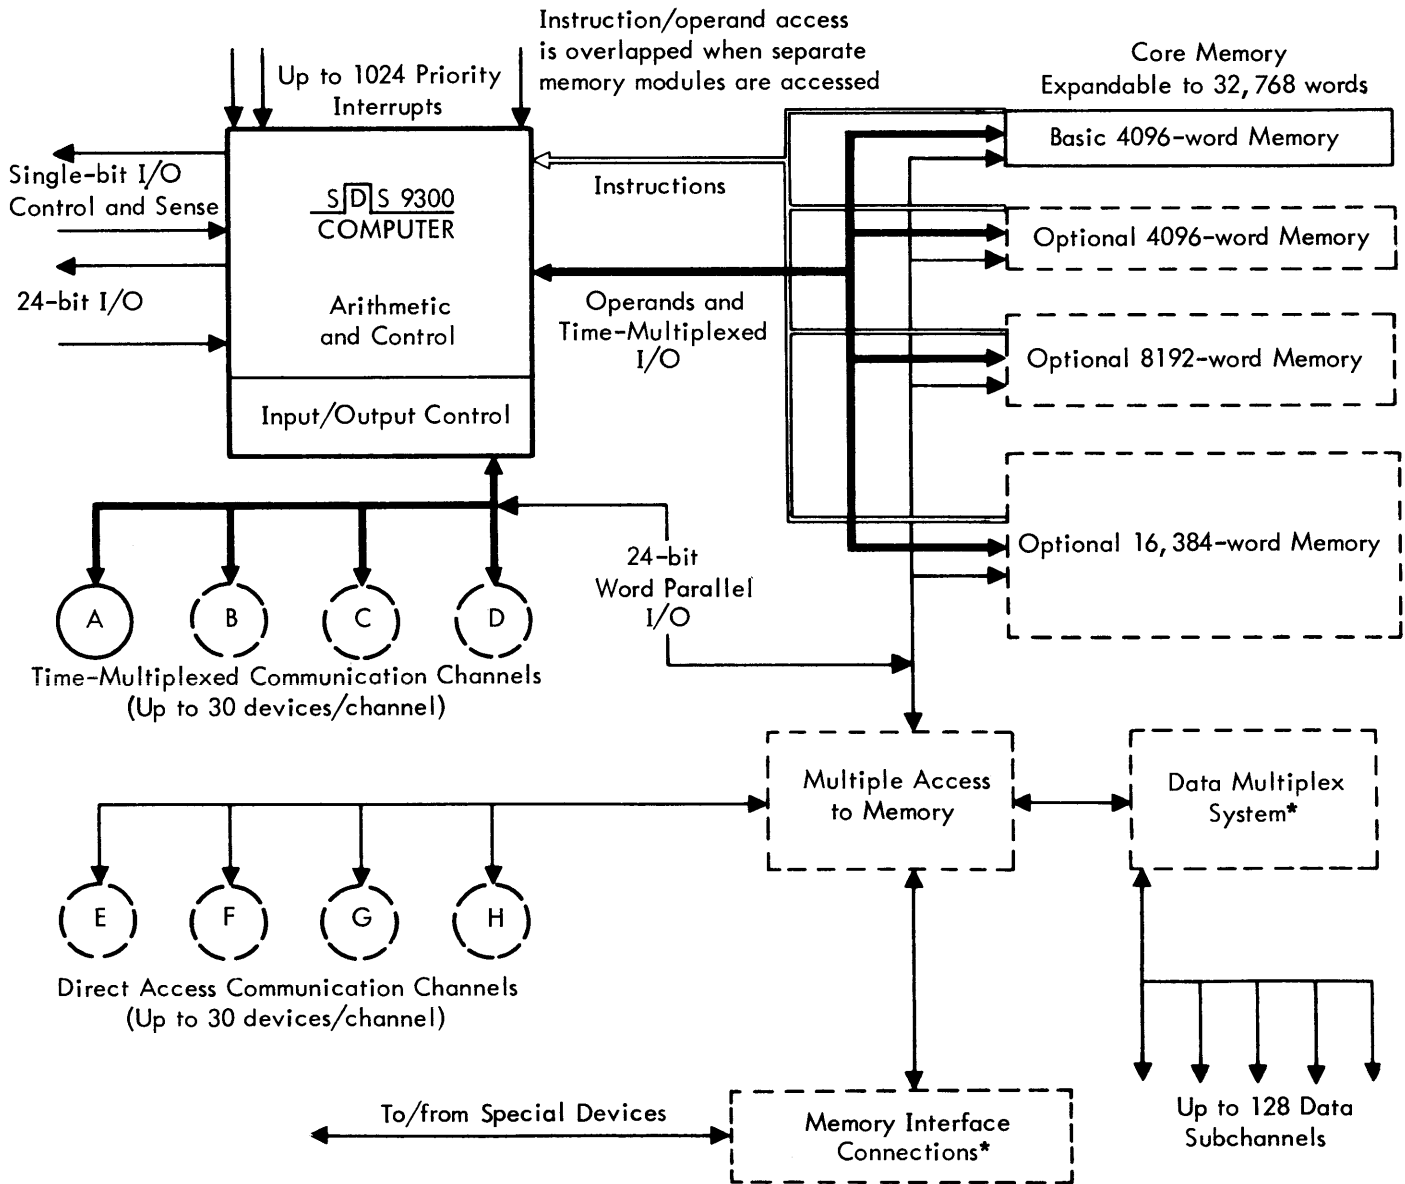 Instruction/operand access
is overlapped when separate
memory modules are accessed
Up to 1024 Priority
Interrupts
Core Memory
Expandable to 32,768 words
Basic 4096-word Memory
Single-bit I/O
Control and Sense
SDS 9300
COMPUTER
Instructions
Optional 4096-word Memory
24-bit I/O
Arithmetic
and Control
Operands and
Time-Multiplexed
I/O
Optional 8192-word Memory
Input/Output Control
Optional 16,384-word Memory
24-bit
Word Parallel
I/O
A
B
C
D
Time-Multiplexed Communication Channels
(Up to 30 devices/channel)
Multiple Access
to Memory
Data Multiplex
System*
E
F
G
H
Direct Access Communication Channels
(Up to 30 devices/channel)
To/from Special Devices
Memory Interface
Connections*
Up to 128 Data
Subchannels